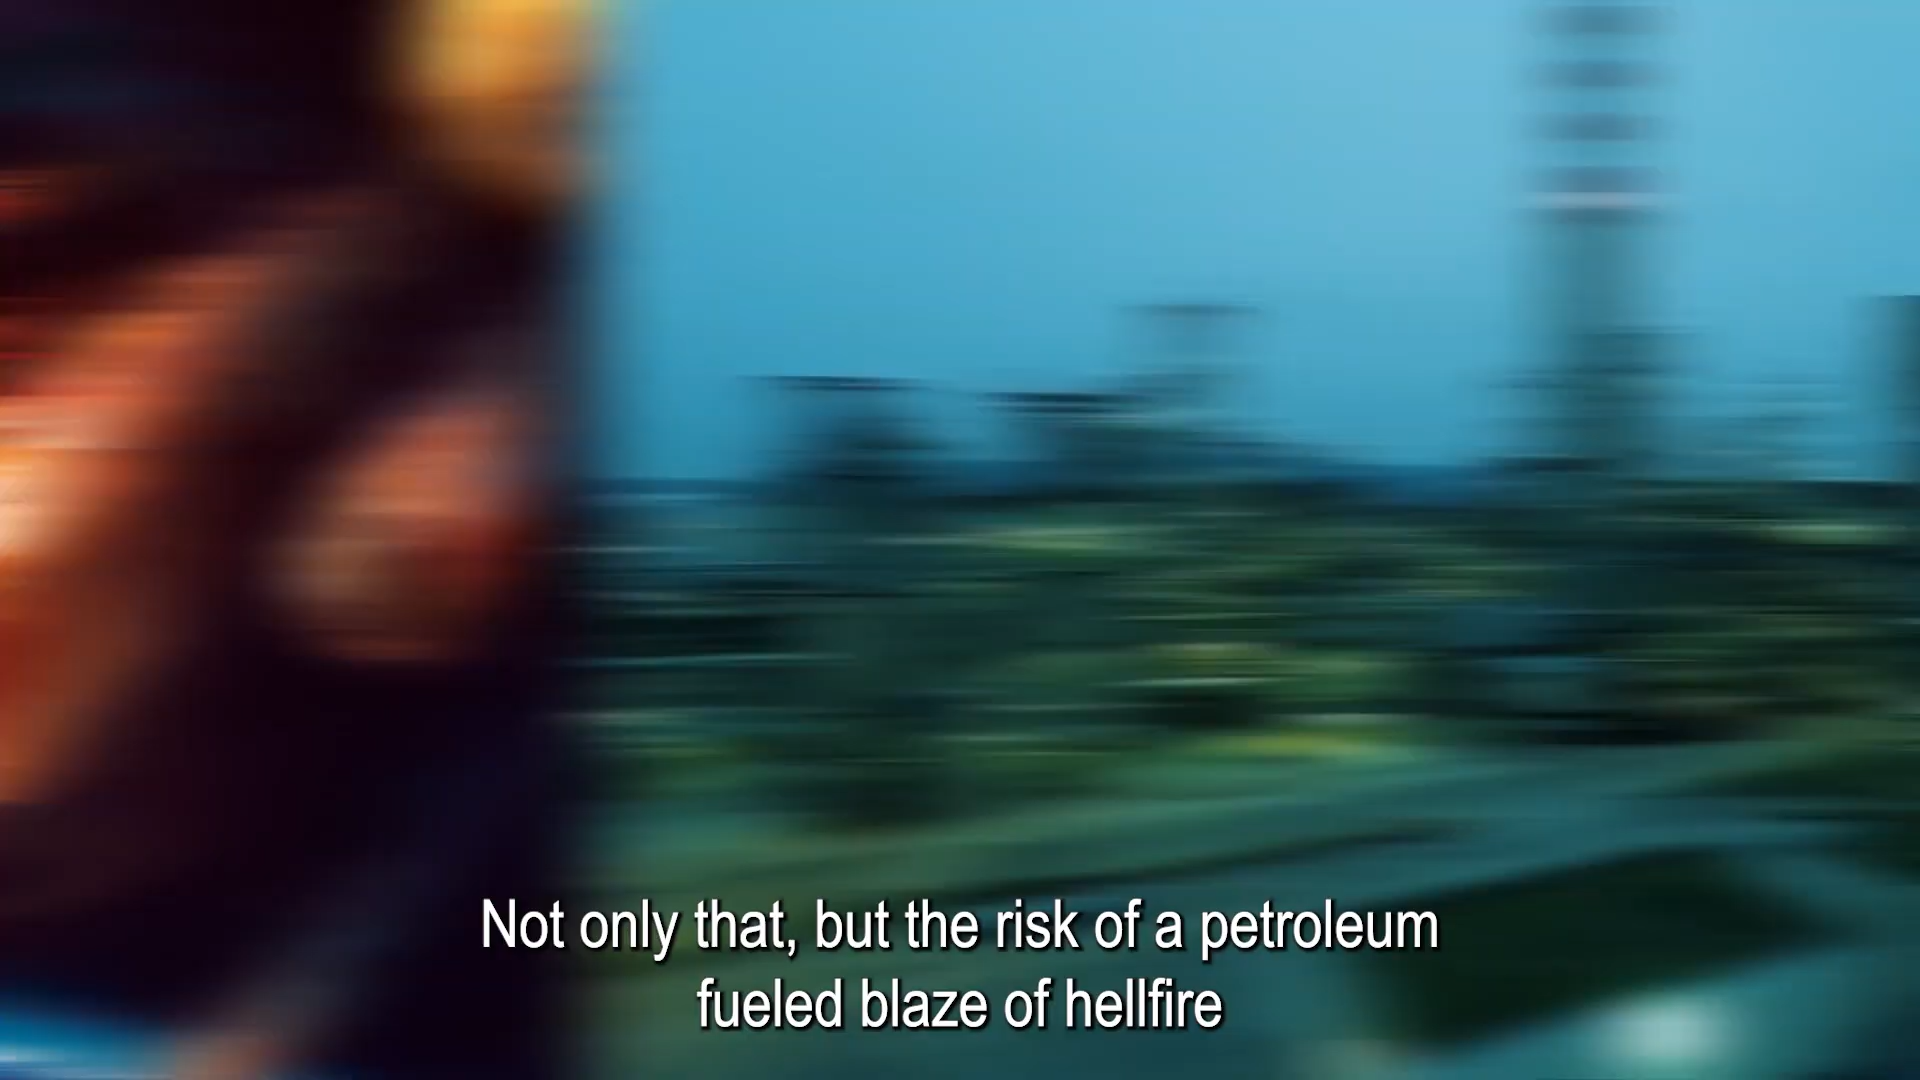 Not only that, but the risk of a petroleum
fueled blaze of hellfire